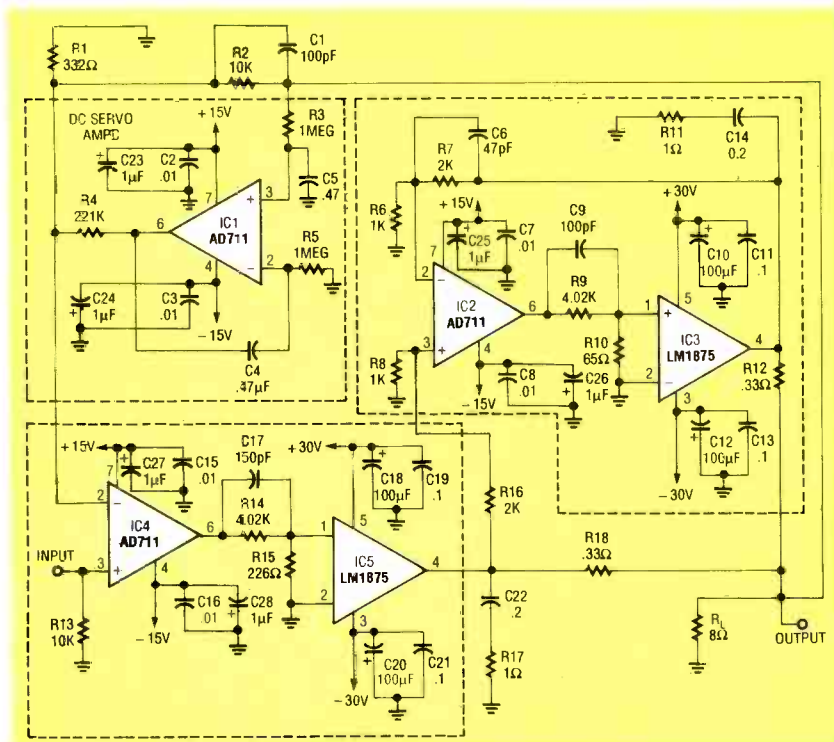 R1
332Ω
R2
10K
C1
100pF
R3
1MEG
C5
.47
DC SERVO
AMPD
+15V
C23
1μF
C2
.01
7
3
+
R4
221K
6
IC1
AD711
2
−
R5
1MEG
4
C24
1μF
C3
.01
−15V
C4
.47μF
C6
47pF
R7
2K
R11
1Ω
C14
0.2
R6
1K
+15V
7
C25
1μF
C7
.01
C9
100pF
+30V
C10
100μF
C11
.1
2
−
IC2
AD711
6
R9
4.02K
5
1
+
IC3
LM1875
4
R8
1K
3
+
4
R10
65Ω
2
−
3
R12
.33Ω
−15V
C8
.01
C26
1μF
C12
100μF
C13
.1
−30V
+15V
7
C27
1μF
C15
.01
C17
150pF
+30V
C18
100μF
C19
.1
2
−
IC4
AD711
6
R14
4.02K
5
1
IC5
LM1875
4
R16
2K
R18
.33Ω
INPUT
3
+
4
R15
226Ω
2
3
C22
.2
R13
10K
−15V
C16
.01
C28
1μF
C20
100μF
C21
.1
−30V
R17
1Ω
RL
8Ω
OUTPUT